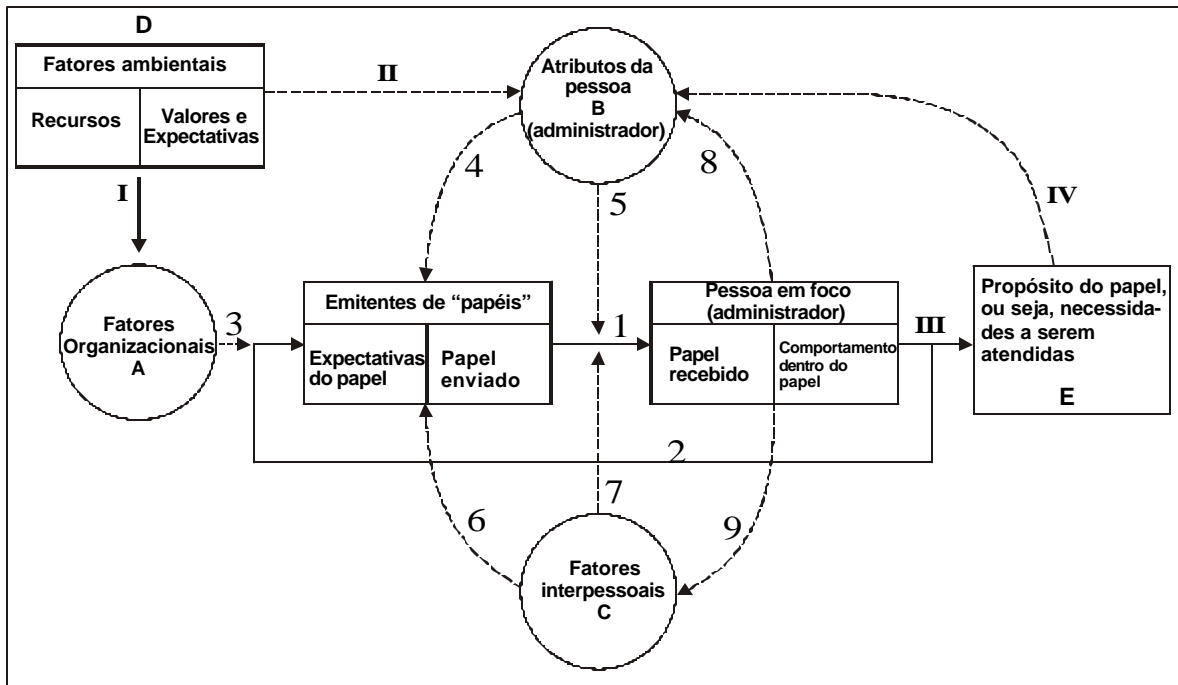 D
Fatores ambientais
Recursos
Valores e
Expectativas
I
II
Atributos da
pessoa
B
(administrador)
4
5
8
IV
Fatores
Organizacionais
A
3
Emitentes de “papéis”
Expectativas
do papel
Papel
enviado
1
Pessoa em foco
(administrador)
Papel
recebido
Comportamento
dentro do
papel
III
Propósito do papel,
ou seja, necessida-
des a serem
atendidas
E
2
6
7
9
Fatores
interpessoais
C